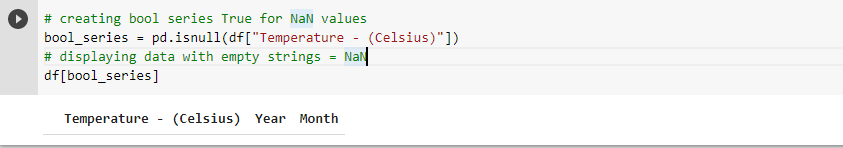 # creating bool series True for NaN values
bool_series = pd.isnull(df["Temperature - (Celsius)"])
# displaying data with empty strings = NaN
df[bool_series]
Temperature - (Celsius) Year Month